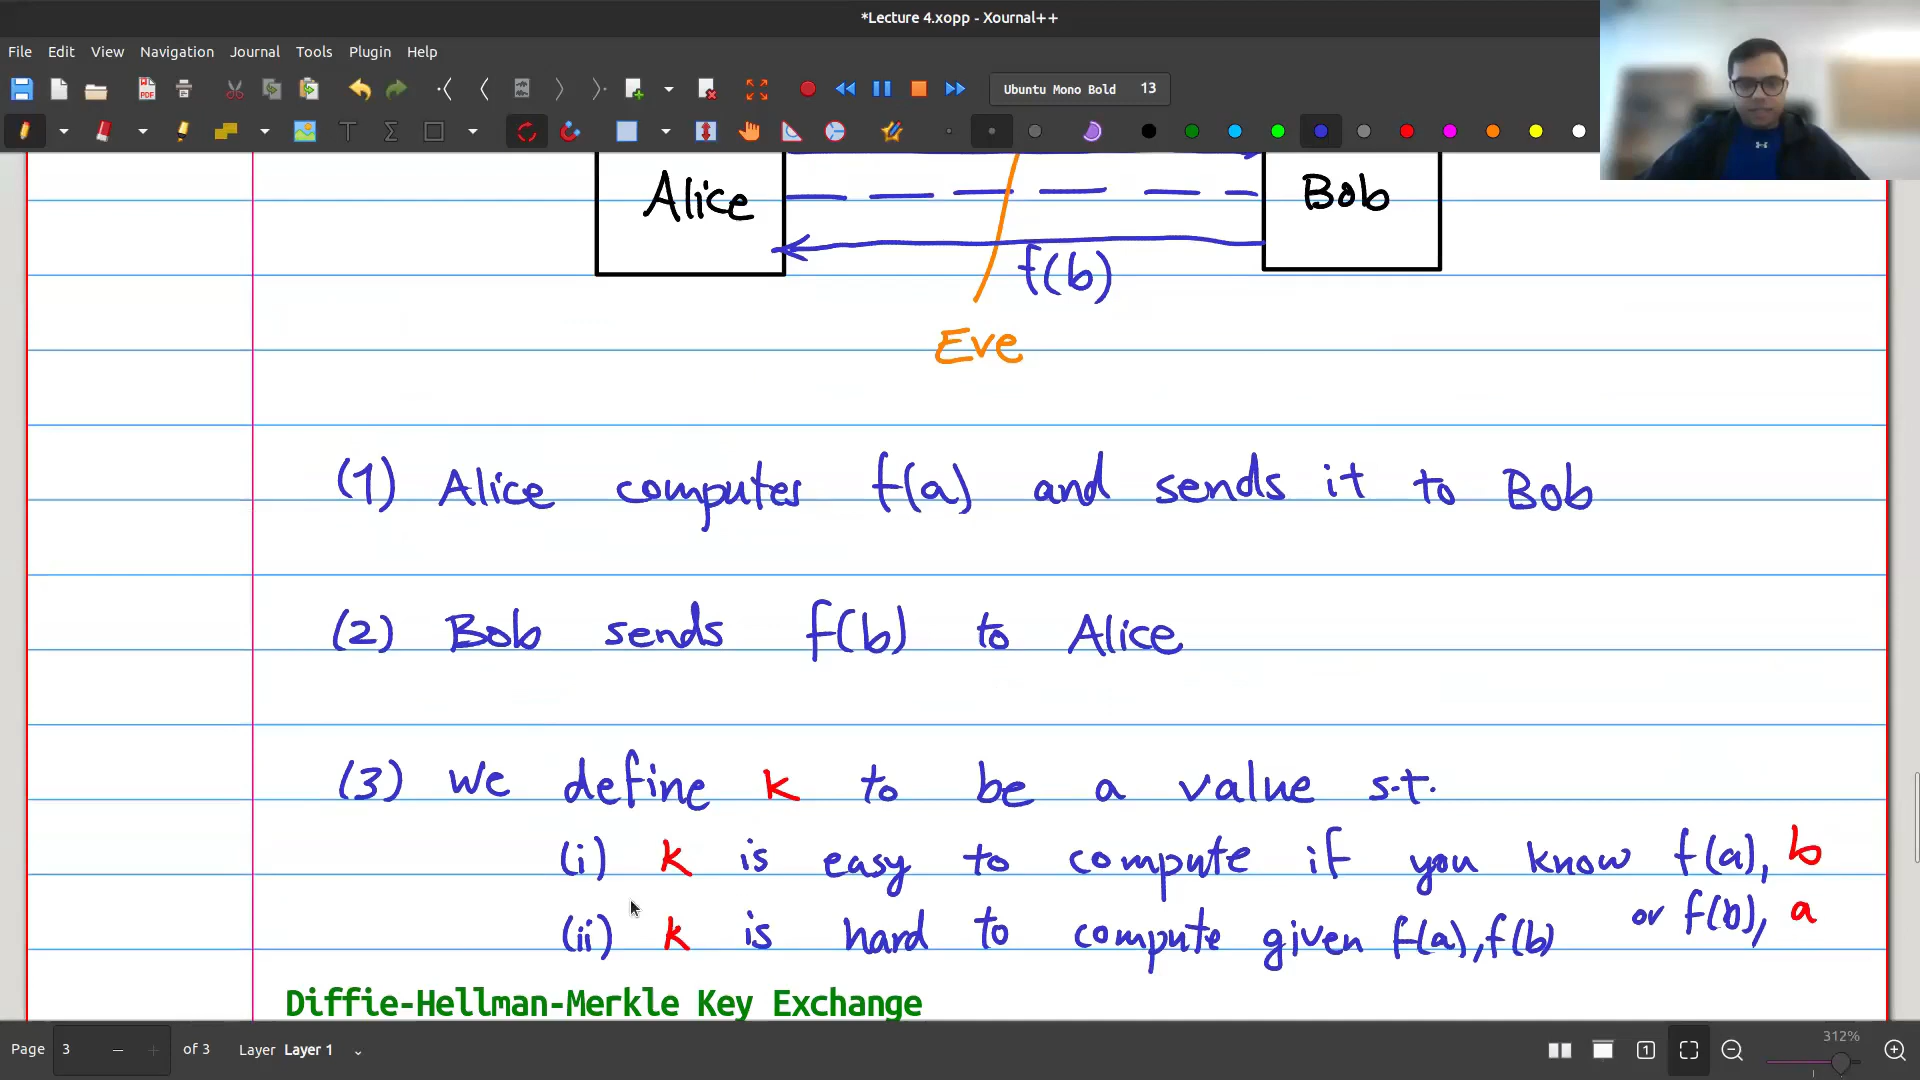 *Lecture 4.xopp - Xournal++
File Edit View Navigation Journal Tools Plugin Help
Ubuntu Mono Bold 13
Alice
Bob
f(b)
Eve
(1) Alice computes f(a) and sends it to Bob
(2) Bob sends f(b) to Alice
(3) We define k to be a value s.t.
(i) k is easy to compute if you know f(a), b
or f(b), a
(ii) k is hard to compute given f(a), f(b)
Diffie-Hellman-Merkle Key Exchange
Page 3 of 3 Layer Layer 1
312%